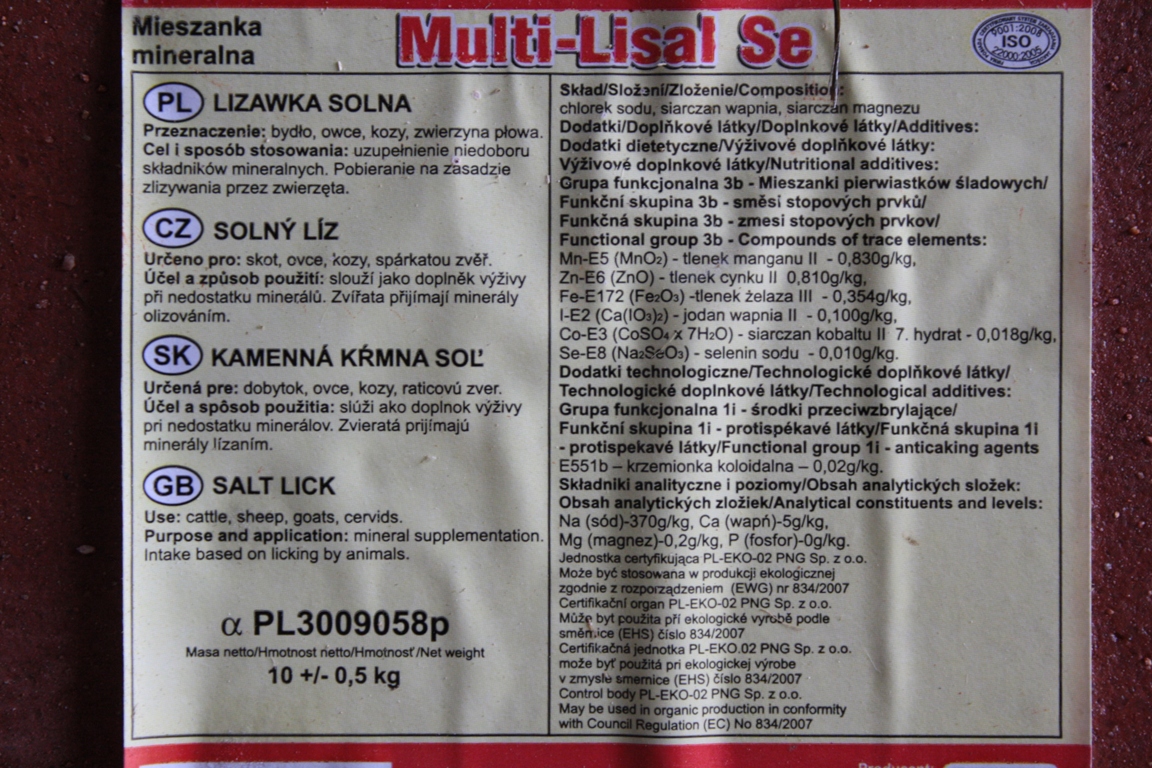 Mieszanka
mineralna
Multi-Lisal Se
9001:2008
ISO
22000:2005
PL LIZAWKA SOLNA
Przeznaczenie: bydło, owce, kozy, zwierzyna płowa.
Cel i sposób stosowania: uzupełnienie niedoboru
składników mineralnych. Pobieranie na zasadzie
zlizywania przez zwierzęta.
CZ SOLNÝ LÍZ
Určeno pro: skot, ovce, kozy, spárkatou zvěř.
Účel a způsob použití: slouží jako doplněk výživy
při nedostatku minerálů. Zvířata přijímají minerály
olizováním.
SK KAMENNÁ KŔMNA SOĽ
Určená pre: dobytok, ovce, kozy, raticovú zver.
Účel a spôsob použitia: slúži ako doplnok výživy
pri nedostatku minerálov. Zvieratá prijímajú
minerály lízaním.
GB SALT LICK
Use: cattle, sheep, goats, cervids.
Purpose and application: mineral supplementation.
Intake based on licking by animals.
α PL3009058p
Masa netto/Hmotnost netto/Hmotnosť/Net weight
10 +/- 0,5 kg
Skład/Složení/Zloženie/Composition:
chlorek sodu, siarczan wapnia, siarczan magnezu
Dodatki/Doplňkové látky/Doplnkové látky/Additives:
Dodatki dietetyczne/Výživové doplňkové látky:
Výživové doplnkové látky/Nutritional additives:
Grupa funkcjonalna 3b - Mieszanki pierwiastków śladowych/
Funkční skupina 3b - směsi stopových prvků/
Funkčná skupina 3b - zmesi stopových prvkov/
Functional group 3b - Compounds of trace elements:
Mn-E5 (MnO₂) - tlenek manganu II - 0,830g/kg,
Zn-E6 (ZnO) - tlenek cynku II 0,810g/kg,
Fe-E172 (Fe₂O₃) -tlenek żelaza III - 0,354g/kg,
I-E2 (Ca(IO₃)₂) - jodan wapnia II - 0,100g/kg,
Co-E3 (CoSO₄ x 7H₂O) - siarczan kobaltu II 7. hydrat - 0,018g/kg,
Se-E8 (Na₂SeO₃) - selenin sodu - 0,010g/kg.
Dodatki technologiczne/Technologické doplňkové látky/
Technologické doplnkové látky/Technological additives:
Grupa funkcjonalna 1i - środki przeciwzbrylające/
Funkční skupina 1i - protispékavé látky/Funkčná skupina 1i
- protispekavé látky/Functional group 1i - anticaking agents
E551b – krzemionka koloidalna – 0,02g/kg.
Składniki analityczne i poziomy/Obsah analytických složek:
Obsah analytických zložiek/Analytical constituents and levels:
Na (sód)-370g/kg, Ca (wapń)-5g/kg,
Mg (magnez)-0,2g/kg, P (fosfor)-0g/kg.
Jednostka certyfikująca PL-EKO-02 PNG Sp. z o.o.
Może być stosowana w produkcji ekologicznej
zgodnie z rozporządzeniem (EWG) nr 834/2007
Certifikační organ PL-EKO-02 PNG Sp. z o.o.
Může byt použita při ekologické vyrobě podle
směrnice (EHS) číslo 834/2007
Certifikačná jednotka PL-EKO.02 PNG Sp. z o.o.
može byť použitá pri ekologickej výrobe
v zmysle smernice (EHS) číslo 834/2007
Control body PL-EKO-02 PNG Sp. z o.o.
May be used in organic production in conformity
with Council Regulation (EC) No 834/2007
Producent: